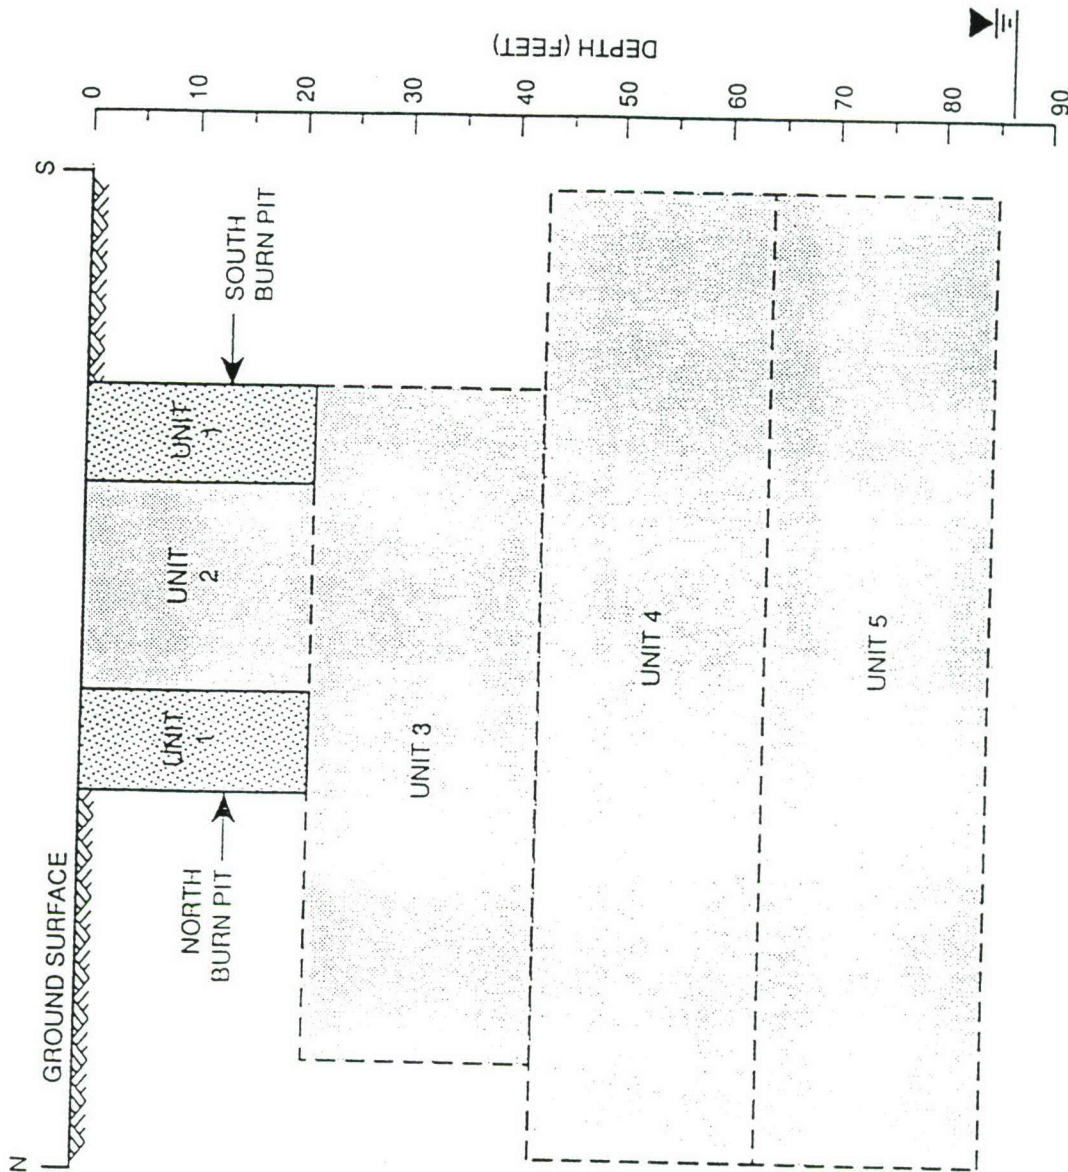 N
S
GROUND SURFACE
UNIT
1
UNIT
2
UNIT
1
NORTH
BURN PIT
SOUTH
BURN PIT
UNIT 3
UNIT 4
UNIT 5
0
10
20
30
40
50
60
70
80
90
DEPTH (FEET)